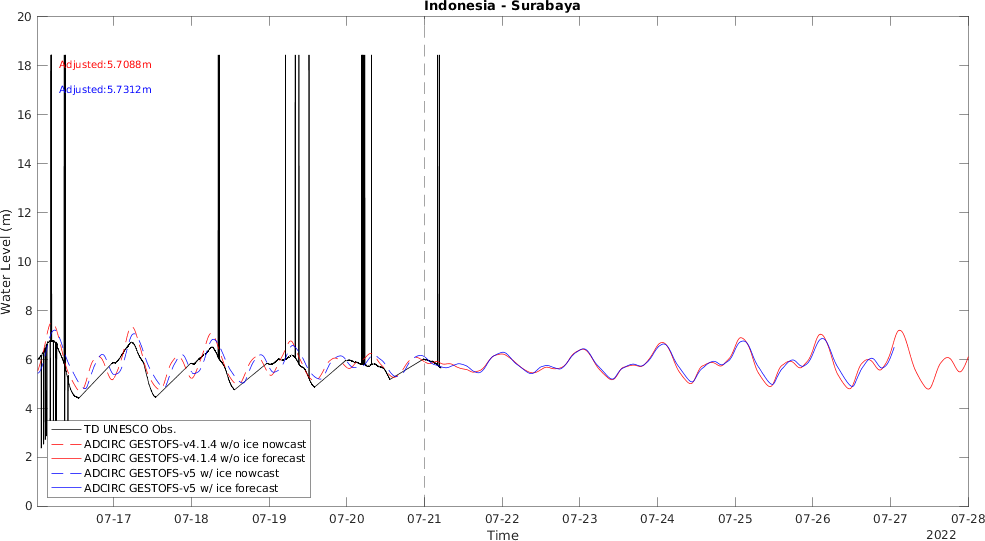 Indonesia - Surabaya
20
18
16
14
12
10
8
6
4
2
0
Water Level (m)
Adjusted:5.7088m
Adjusted:5.7312m
TD UNESCO Obs.
ADCIRC GESTOFS-v4.1.4 w/o ice nowcast
ADCIRC GESTOFS-v4.1.4 w/o ice forecast
ADCIRC GESTOFS-v5 w/ ice nowcast
ADCIRC GESTOFS-v5 w/ ice forecast
07-17 07-18 07-19 07-20 07-21 07-22 07-23 07-24 07-25 07-26 07-27 07-28
Time
2022